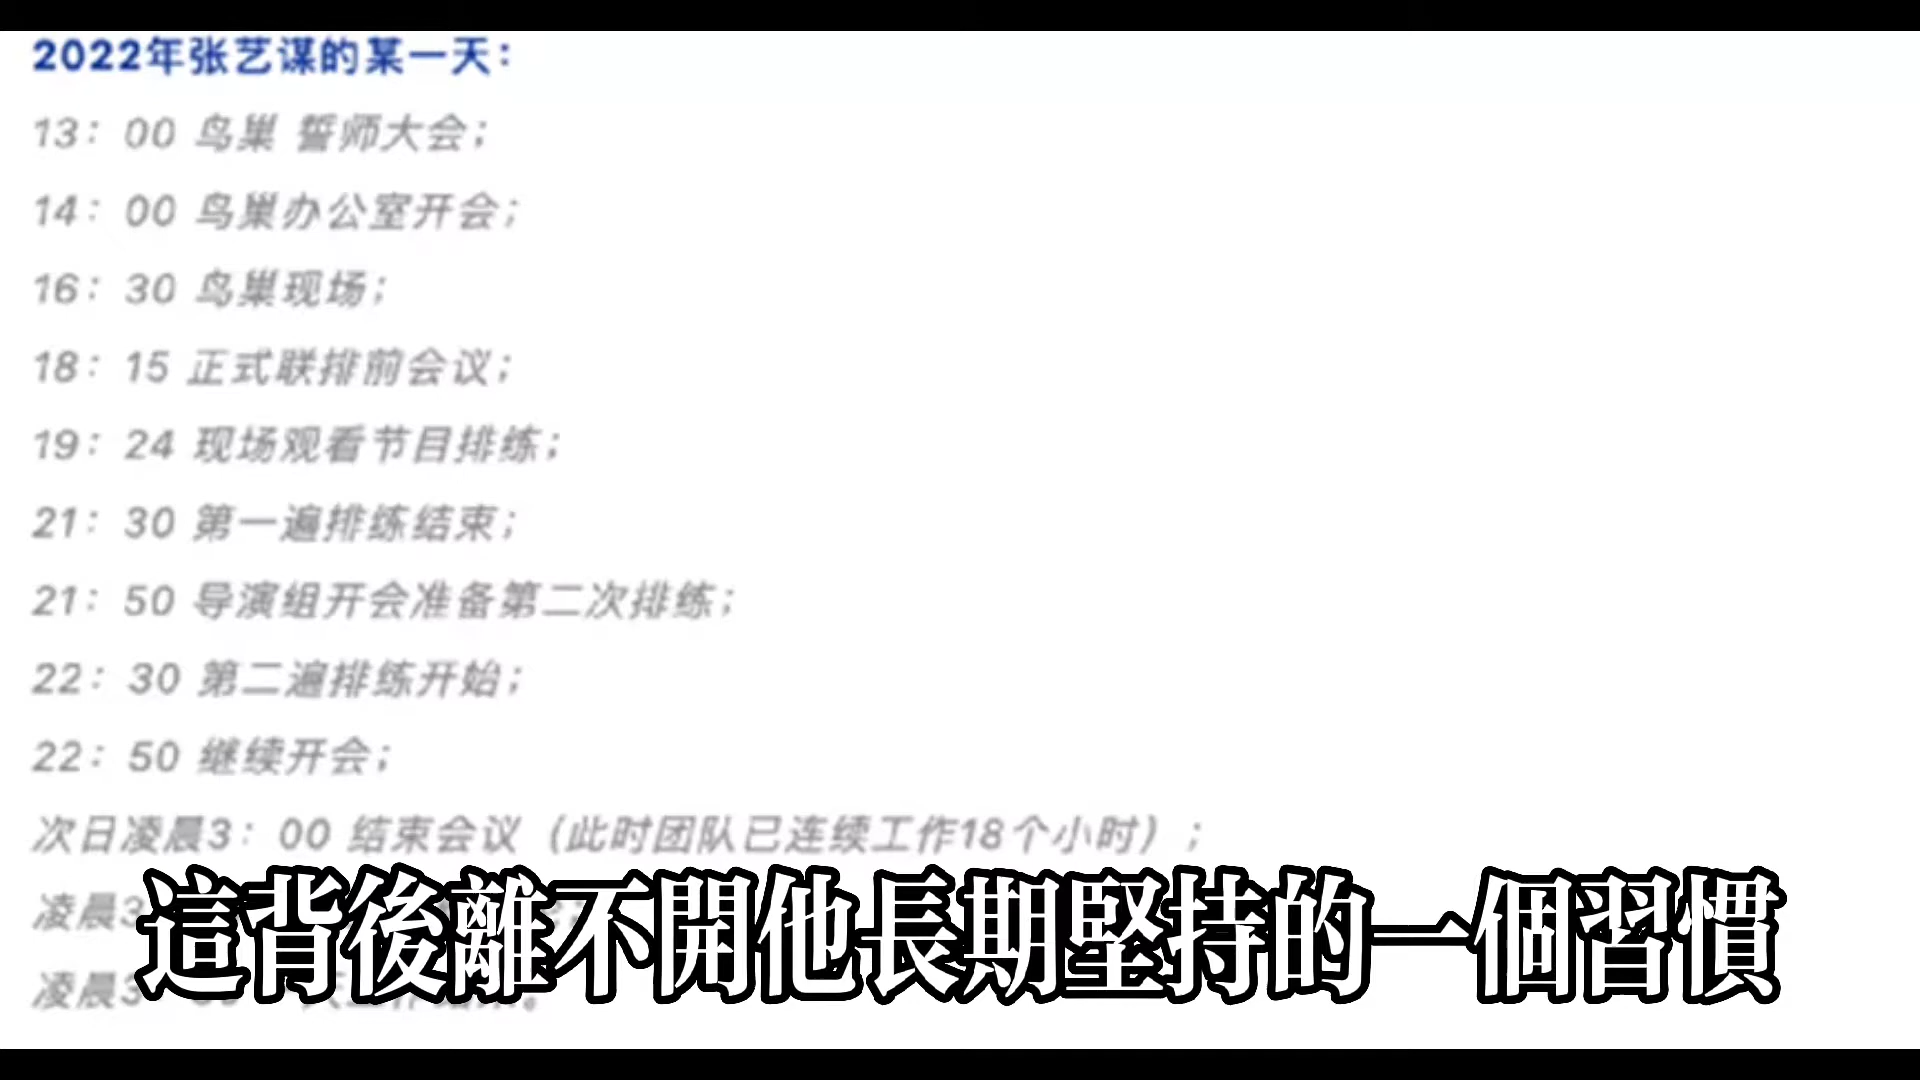 2022年张艺谋的某一天：
13：00 鸟巢 誓师大会；
14：00 鸟巢办公室开会；
16：30 鸟巢现场；
18：15 正式联排前会议；
19：24 现场观看节目排练；
21：30 第一遍排练结束；
21：50 导演组开会准备第二次排练；
22：30 第二遍排练开始；
22：50 继续开会；
次日凌晨3：00 结束会议（此时团队已连续工作18个小时）；
凌晨3
這背後離不開他長期堅持的一個習慣
凌晨3